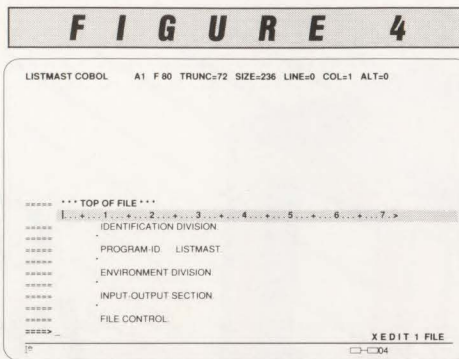 FIGURE 4
LISTMAST COBOL A1 F 80 TRUNC=72 SIZE=236 LINE=0 COL=1 ALT=0
===== * * * TOP OF FILE * * *
|...+....1....+....2....+....3....+....4....+....5....+....6....+....7.>
===== IDENTIFICATION DIVISION.
===== *
===== PROGRAM-ID. LISTMAST.
===== *
===== ENVIRONMENT DIVISION.
===== *
===== INPUT-OUTPUT SECTION.
===== *
===== FILE CONTROL.
====> _
XEDIT 1 FILE
04